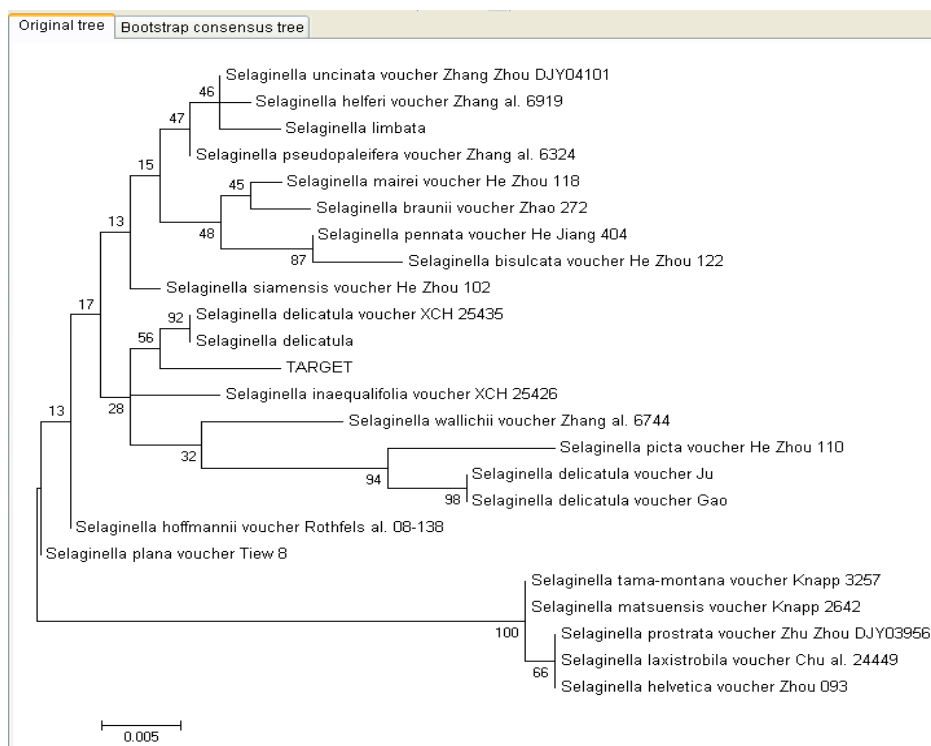 Original tree Bootstrap consensus tree
Selaginella uncinata voucher Zhang Zhou DJY04101
46
Selaginella helferi voucher Zhang al. 6919
47
Selaginella limbata
Selaginella pseudopaleifera voucher Zhang al. 6324
15
45
Selaginella mairei voucher He Zhou 118
Selaginella braunii voucher Zhao 272
13
48
Selaginella pennata voucher He Jiang 404
87
Selaginella bisulcata voucher He Zhou 122
Selaginella siamensis voucher He Zhou 102
17
92
Selaginella delicatula voucher XCH 25435
56
Selaginella delicatula
TARGET
Selaginella inaequalifolia voucher XCH 25426
13
28
Selaginella wallichii voucher Zhang al. 6744
32
Selaginella picta voucher He Zhou 110
94
Selaginella delicatula voucher Ju
98
Selaginella delicatula voucher Gao
Selaginella hoffmannii voucher Rothfels al. 08-138
Selaginella plana voucher Tiew 8
Selaginella tama-montana voucher Knapp 3257
Selaginella matsuensis voucher Knapp 2642
100
Selaginella prostrata voucher Zhu Zhou DJY03956
66
Selaginella laxistrobila voucher Chu al. 24449
Selaginella helvetica voucher Zhou 093
0.005